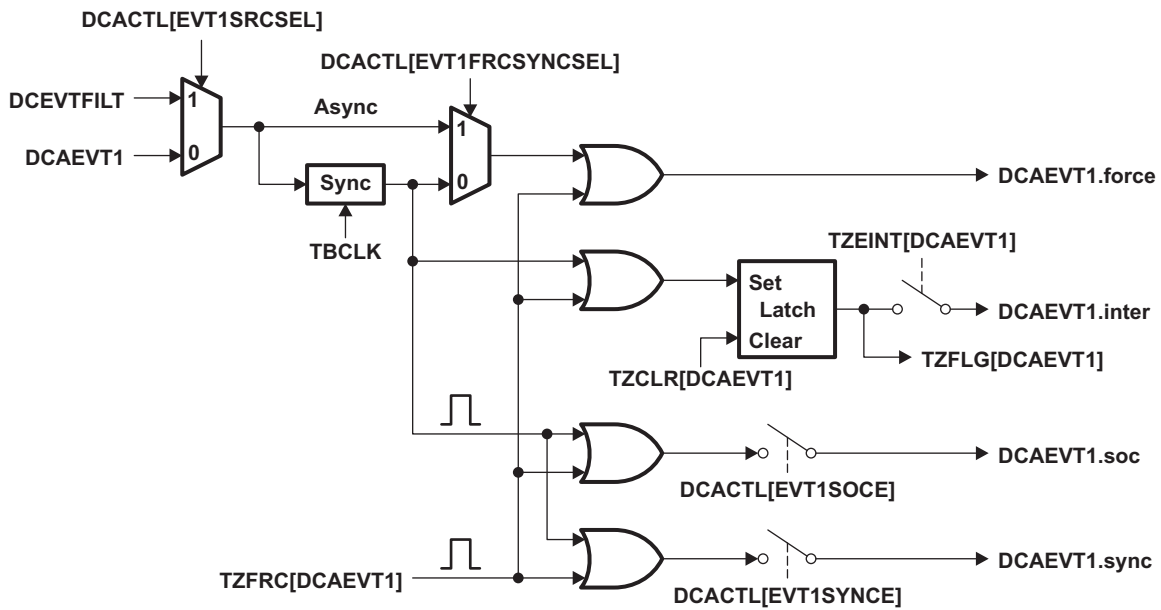 DCACTL[EVT1SRCSEL]
DCACTL[EVT1FRCSYNCSEL]
DCEVTFILT
1
Async
1
DCAEVT1
0
Sync
0
DCAEVT1.force
TBCLK
TZEINT[DCAEVT1]
Set
Latch
DCAEVT1.inter
Clear
TZCLR[DCAEVT1]
TZFLG[DCAEVT1]
DCAEVT1.soc
DCACTL[EVT1SOCE]
DCAEVT1.sync
TZFRC[DCAEVT1]
DCACTL[EVT1SYNCE]